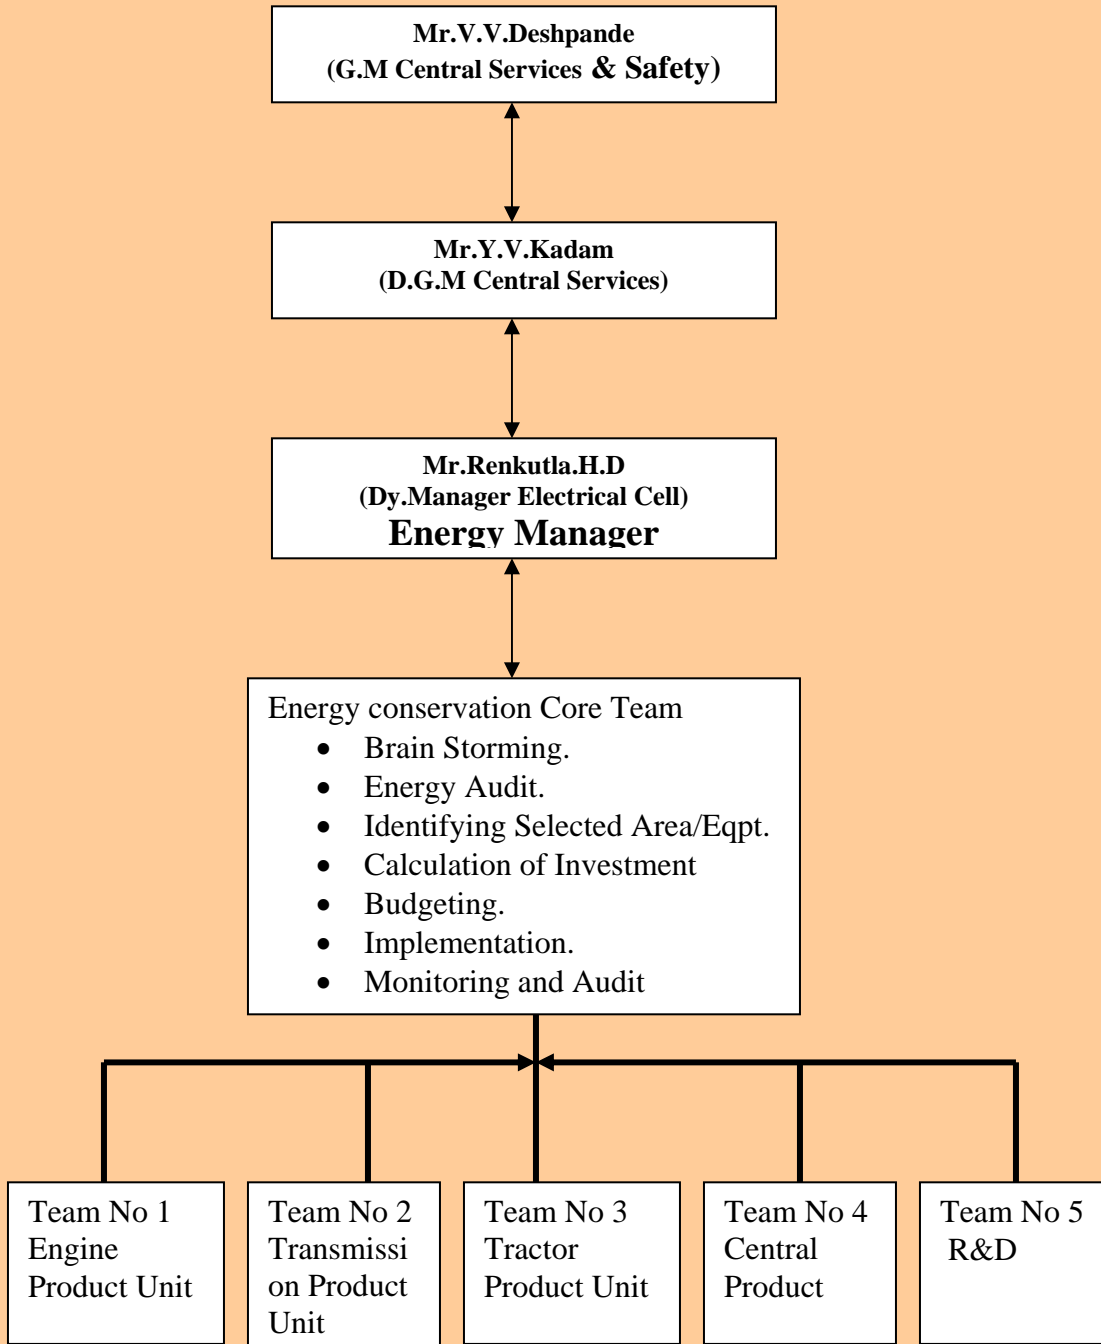 Mr.V.V.Deshpande
(G.M Central Services & Safety)
Mr.Y.V.Kadam
(D.G.M Central Services)
Mr.Renkutla.H.D
(Dy.Manager Electrical Cell)
Energy Manager
Energy conservation Core Team
• Brain Storming.
• Energy Audit.
• Identifying Selected Area/Eqpt.
• Calculation of Investment
• Budgeting.
• Implementation.
• Monitoring and Audit
Team No 1
Engine
Product Unit
Team No 2
Transmissi
on Product
Unit
Team No 3
Tractor
Product Unit
Team No 4
Central
Product
Team No 5
R&D